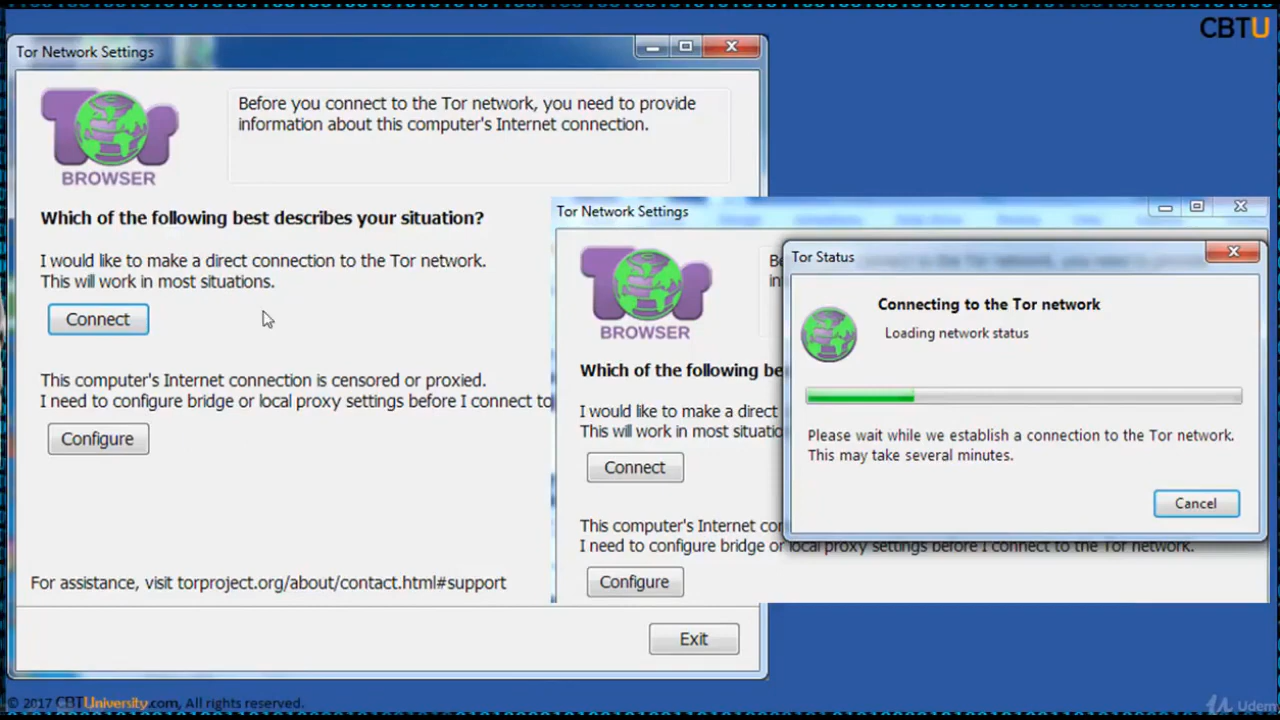 CBTU
Tor Network Settings
Tor
BROWSER
Before you connect to the Tor network, you need to provide
information about this computer's Internet connection.
Which of the following best describes your situation?
I would like to make a direct connection to the Tor network.
This will work in most situations.
Connect
This computer's Internet connection is censored or proxied.
I need to configure bridge or local proxy settings before I connect to
Configure
For assistance, visit torproject.org/about/contact.html#support
Exit
Tor Network Settings
Tor
BROWSER
Which of the following be
I would like to make a direct
This will work in most situatio
Connect
This computer's Internet cor
I need to configure bridge or local proxy settings before I connect to the Tor network.
Configure
Tor Status
Connecting to the Tor network
Loading network status
Please wait while we establish a connection to the Tor network.
This may take several minutes.
Cancel
© 2017 CBTUniversity.com, All rights reserved.
Udemy